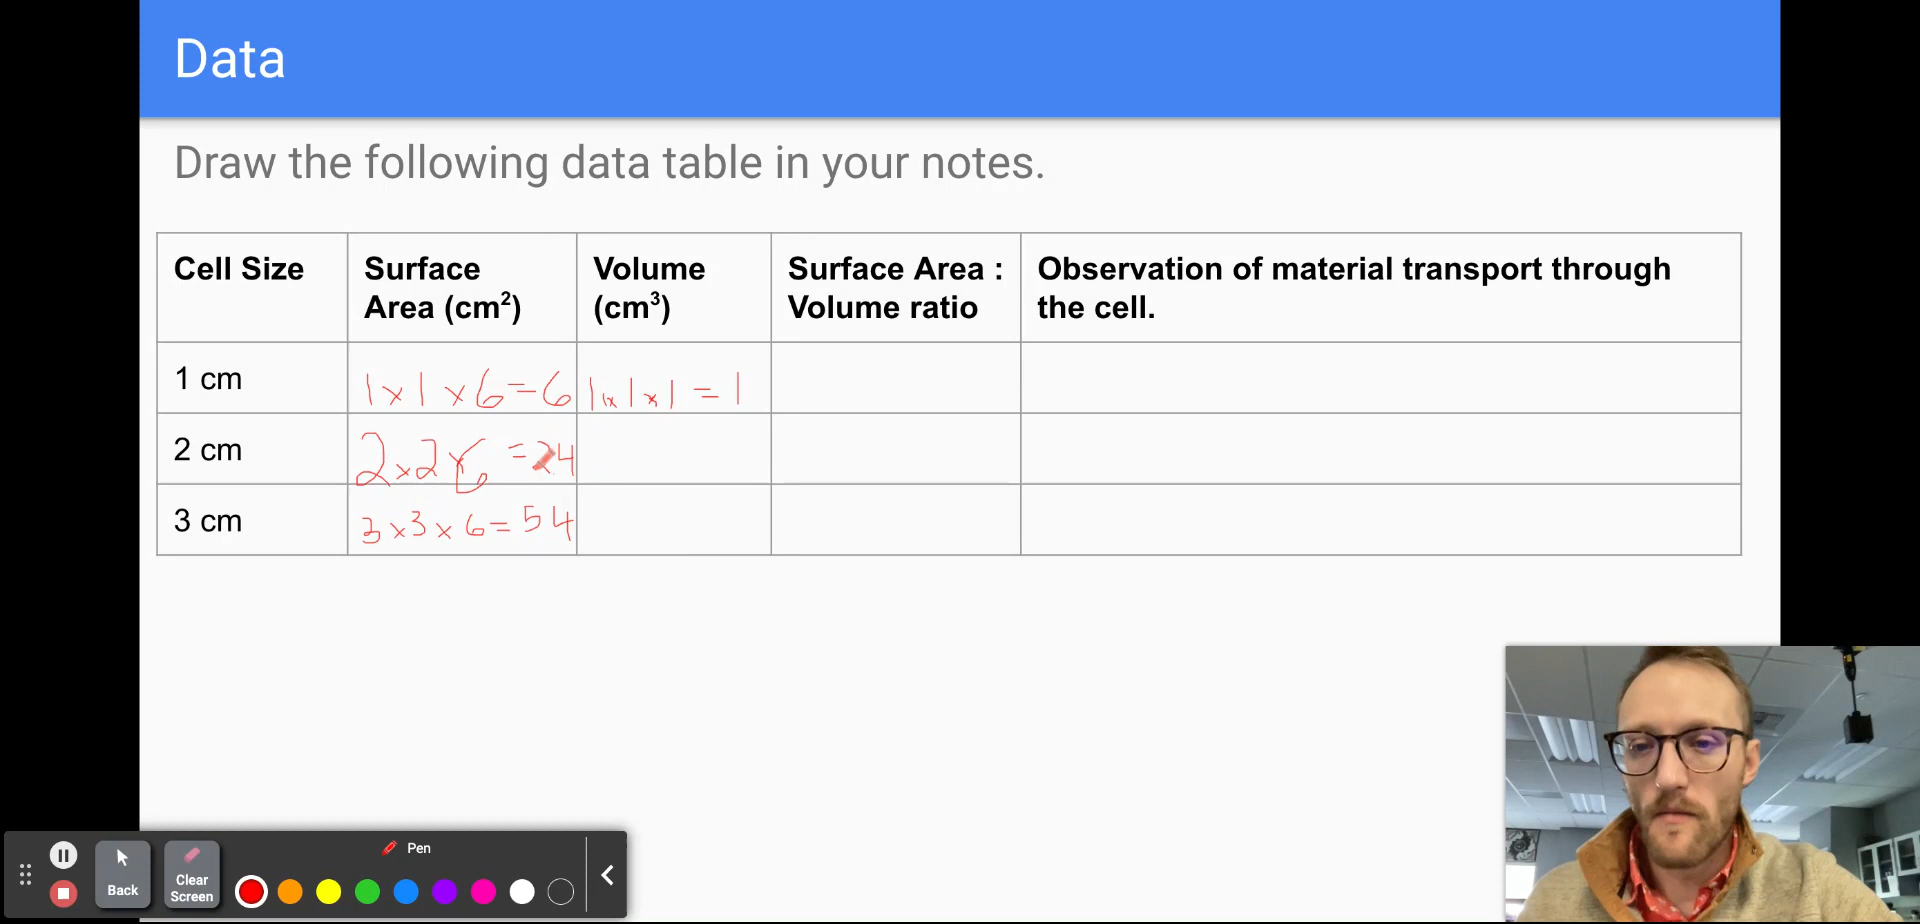 Data
Draw the following data table in your notes.
Cell Size
Surface
Area (cm²)
Volume
(cm³)
Surface Area :
Volume ratio
Observation of material transport through
the cell.
1 cm
1x1x6=6
1x1x1=1
2 cm
2x2x6=24
3 cm
3x3x6=54
Pen
Back
Clear
Screen